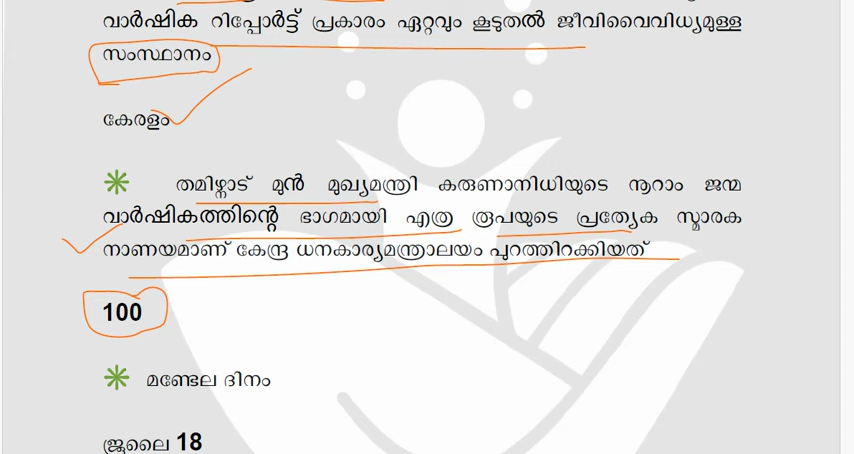 വാർഷിക റിപ്പോർട്ട് പ്രകാരം ഏറ്റവും കൂടുതൽ ജീവിവൈവിധ്യമുള്ള
സംസ്ഥാനം
കേരളം
തമിഴ്നാട് മുൻ മുഖ്യമന്ത്രി കരുണാനിധിയുടെ നൂറാം ജന്മ
വാർഷികത്തിന്റെ ഭാഗമായി എത്ര രൂപയുടെ പ്രത്യേക സ്മാരക
നാണയമാണ് കേന്ദ്ര ധനകാര്യമന്ത്രാലയം പുറത്തിറക്കിയത്
100
മണ്ടേല ദിനം
ജൂലൈ 18